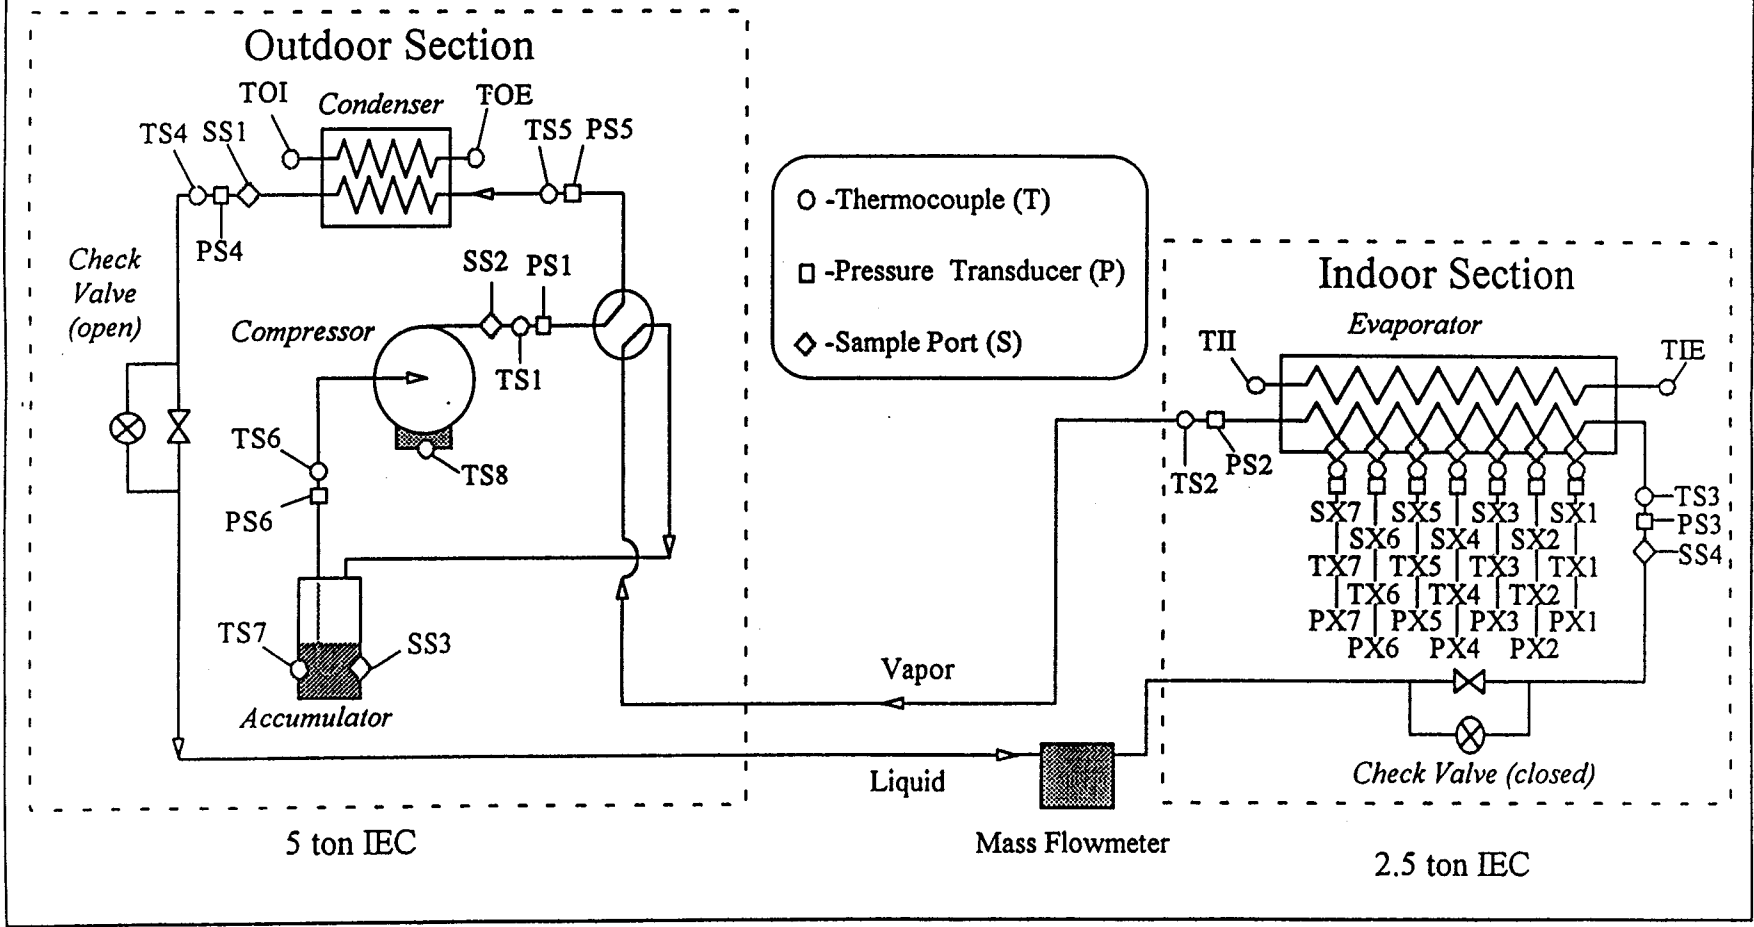 Outdoor Section
TOI
Condenser
TOE
TS4
SS1
TS5
PS5
PS4
Check
Valve
(open)
SS2
PS1
Compressor
TS1
TS6
TS8
PS6
TS7
SS3
Accumulator
5 ton IEC
-Thermocouple (T)
-Pressure Transducer (P)
-Sample Port (S)
Vapor
Liquid
Mass Flowmeter
Indoor Section
Evaporator
TII
TIE
TS2
PS2
SX7 SX5 SX3 SX1
SX6 SX4 SX2
TX7 TX5 TX3 TX1
TX6 TX4 TX2
PX7 PX5 PX3 PX1
PX6 PX4 PX2
TS3
PS3
SS4
Check Valve (closed)
2.5 ton IEC